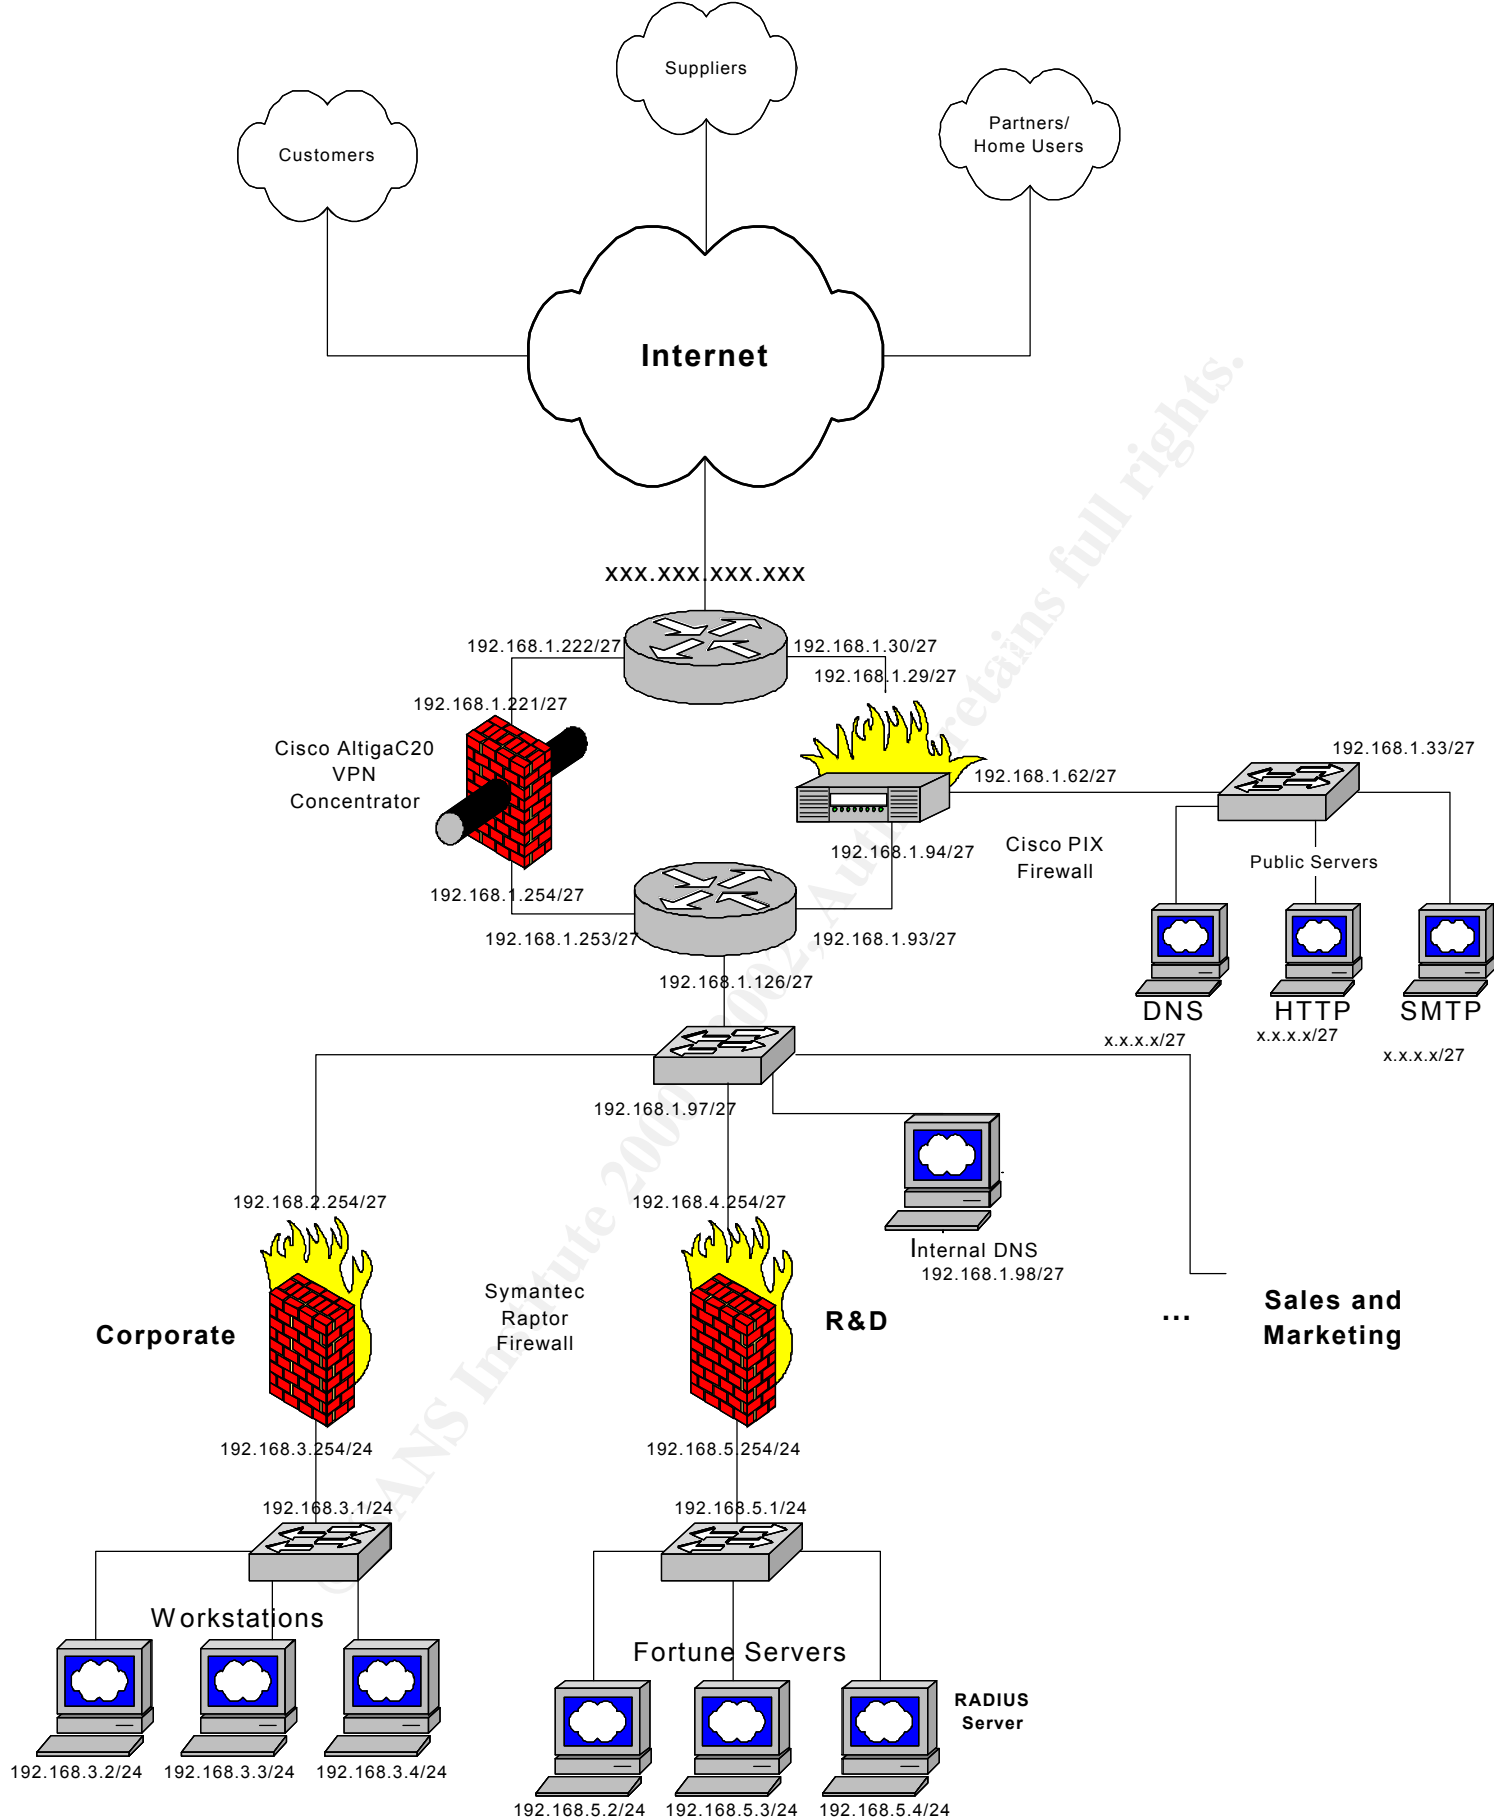 Suppliers
Partners/
Home Users
Customers
Internet
xxx.xxx.xxx.xxx
192.168.1.222/27
192.168.1.30/27
192.168.1.29/27
192.168.1.221/27
Cisco AltigaC20
VPN
Concentrator
192.168.1.33/27
192.168.1.62/27
Cisco PIX
Firewall
192.168.1.94/27
Public Servers
192.168.1.254/27
192.168.1.253/27
192.168.1.93/27
192.168.1.126/27
DNS
HTTP
SMTP
x.x.x.x/27
x.x.x.x/27
x.x.x.x/27
192.168.1.97/27
192.168.2.254/27
192.168.4.254/27
Internal DNS
192.168.1.98/27
Corporate
Symantec
Raptor
Firewall
R&D
...
Sales and
Marketing
192.168.3.254/24
192.168.5.254/24
192.168.3.1/24
192.168.5.1/24
Workstations
Fortune Servers
RADIUS
Server
192.168.3.2/24
192.168.3.3/24
192.168.3.4/24
192.168.5.2/24
192.168.5.3/24
192.168.5.4/24
© SANS Institute 2000 - 2002, Author retains full rights.